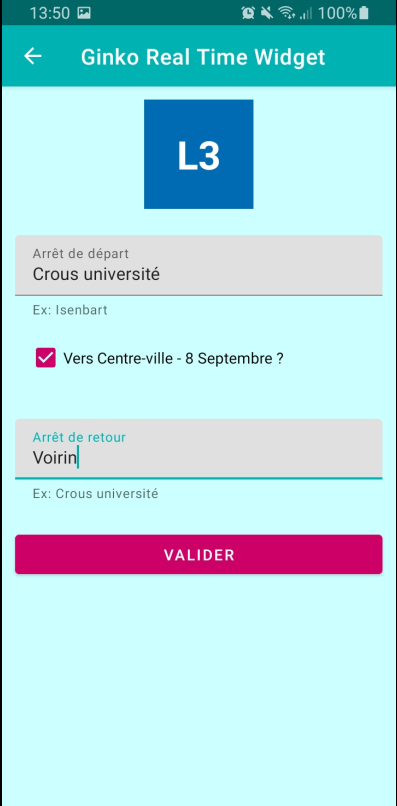 13:50 100%
Ginko Real Time Widget
L3
Arrêt de départ
Crous université
Ex: Isenbart
Vers Centre-ville - 8 Septembre ?
Arrêt de retour
Voirin
Ex: Crous université
VALIDER